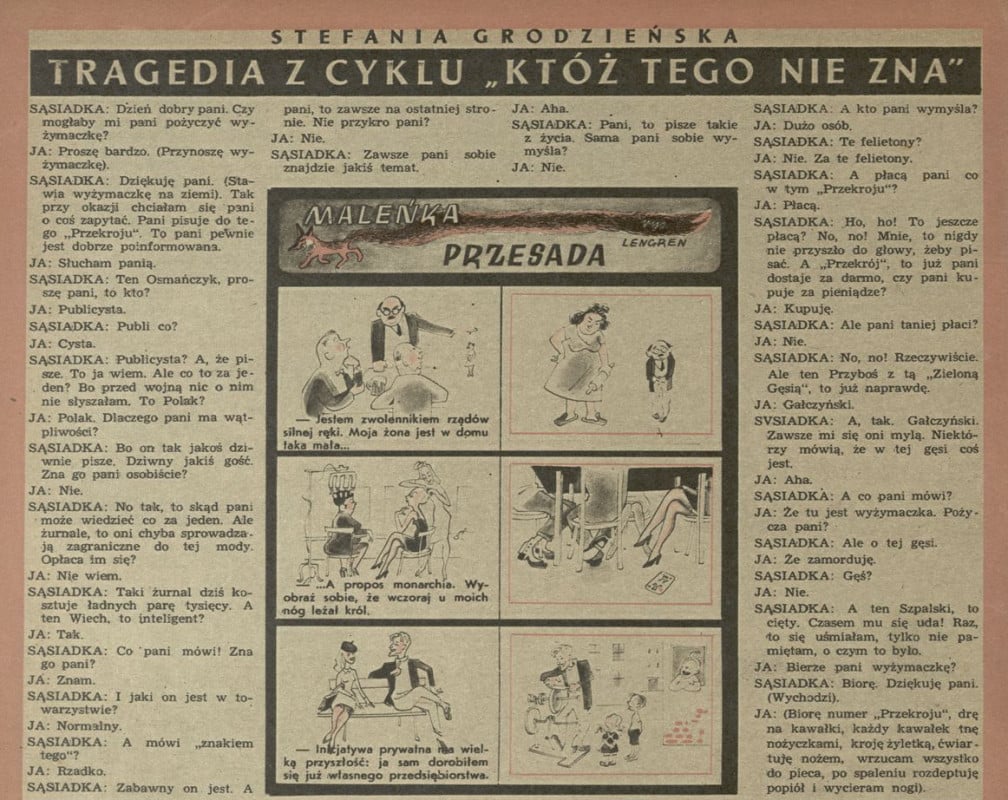 STEFANIA GRODZIEŃSKA
TRAGEDIA Z CYKLU „KTÓŻ TEGO NIE ZNA”
SĄSIADKA: Dzień dobry pani. Czy
mogłaby mi pani pożyczyć wy-
żymaczkę?
JA: Proszę bardzo. (Przynoszę wy-
żymaczkę).
SĄSIADKA: Dziękuję pani. (Sta-
wia wyżymaczkę na ziemi). Tak
przy okazji chciałam się pani
o coś zapytać. Pani pisuje do te-
go „Przekroju“. To pani pewnie
jest dobrze poinformowana.
JA: Słucham panią.
SĄSIADKA: Ten Osmańczyk, pro-
szę pani, to kto?
JA: Publicysta.
SĄSIADKA: Publi co?
JA: Cysta.
SĄSIADKA: Publicysta? A, że pi-
sze. To ja wiem. Ale co to za je-
den? Bo przed wojną nic o nim
nie słyszałam. To Polak?
JA: Polak. Dlaczego pani ma wąt-
pliwości?
SĄSIADKA: Bo on tak jakoś dzi-
wnie pisze. Dziwny jakiś gość.
Zna go pani osobiście?
JA: Nie.
SĄSIADKA: No tak, to skąd pani
może wiedzieć co za jeden. Ale
żurnale, to oni chyba sprowadza-
ją zagraniczne do tej mody.
Opłaca im się?
JA: Nie wiem.
SĄSIADKA: Taki żurnal dziś ko-
sztuje ładnych parę tysięcy. A
ten Wiech, to inteligent?
JA: Tak.
SĄSIADKA: Co pani mówi! Zna
go pani?
JA: Znam.
SĄSIADKA: I jaki on jest w to-
warzystwie?
JA: Normalny.
SĄSIADKA: A mówi „znakiem
tego“?
JA: Rzadko.
SĄSIADKA: Zabawny on jest. A
pani, to zawsze na ostatniej stro-
nie. Nie przykro pani?
JA: Nie.
SĄSIADKA: Zawsze pani sobie
znajdzie jakiś temat.
JA: Aha.
SĄSIADKA: Pani, to pisze takie
z życia. Sama pani sobie wy-
myśla?
JA: Nie.
MALEŃKA
PRZESADA
LENGREN
— Jestem zwolennikiem rządów
silnej ręki. Moja żona jest w domu
taka mała...
— ...A propos monarchia. Wy-
obraź sobie, że wczoraj u moich
nóg leżał król.
— Inicjatywa prywatna ma wiel-
ką przyszłość: ja sam dorobiłem
się już własnego przedsiębiorstwa.
SĄSIADKA: A kto pani wymyśla?
JA: Dużo osób.
SĄSIADKA: Te felietony?
JA: Nie. Za te felietony.
SĄSIADKA: A płacą pani co
w tym „Przekroju“?
JA: Płacą.
SĄSIADKA: Ho, ho! To jeszcze
płacą? No, no! Mnie, to nigdy
nie przyszło do głowy, żeby pi-
sać. A „Przekrój“, to już pani
dostaje za darmo, czy pani ku-
puje za pieniądze?
JA: Kupuję.
SĄSIADKA: Ale pani taniej płaci?
JA: Nie.
SĄSIADKA: No, no! Rzeczywiście.
Ale ten Przyboś z tą „Zieloną
Gęsią“, to już naprawdę.
JA: Gałczyński.
SVSIADKA: A, tak. Gałczyński.
Zawsze mi się oni mylą. Niektó-
rzy mówią, że w tej gęsi coś
jest.
JA: Aha.
SĄSIADKA: A co pani mówi?
JA: Że tu jest wyżymaczka. Poży-
cza pani?
SĄSIADKA: Ale o tej gęsi.
JA: Że zamorduję.
SĄSIADKA: Gęś?
JA: Nie.
SĄSIADKA: A ten Szpalski, to
cięty. Czasem mu się uda! Raz,
to się uśmiałam, tylko nie pa-
miętam, o czym to było.
JA: Bierze pani wyżymaczkę?
SĄSIADKA: Biorę. Dziękuję pani.
(Wychodzi).
JA: (Biorę numer „Przekroju“, drę
na kawałki, każdy kawałek tnę
nożyczkami, kroję żyletką, ćwiar-
tuję nożem, wrzucam wszystko
do pieca, po spaleniu rozdeptuję
popiół i wycieram nogi).